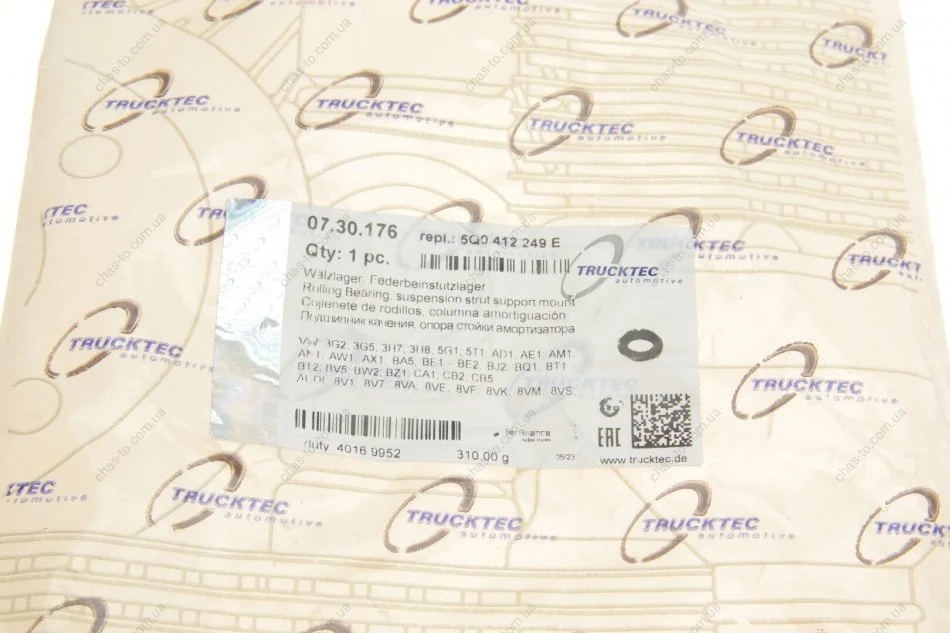 TRUCKTEC
automotive
07.30.176 repl.: 5Q0 412 249 E
Qty: 1 pc.
Wälzlager, Federbeinstützlager
Rolling Bearing, suspension strut support mount
Cojienete de rodillos, columna amortiguación
Подшипник качения, опора стойки амортизатора
VW 3G2, 3G5, 3H7, 3H8, 5G1, 5T1, AD1, AE1, AM1,
AN1, AW1, AX1, BA5, BE1 - BE2, BJ2, BQ1, BT1 -
BT2, BV5, BW2, BZ1, CA1, CB2, CB5
AUDI 8V1, 8V7, 8VA, 8VE, 8VF, 8VK, 8VM, 8VS,
TRUCKTEC
automotive
duty 4016 9952 310.00 g 05/23
EAC
www.trucktec.de
chas-to.com.ua